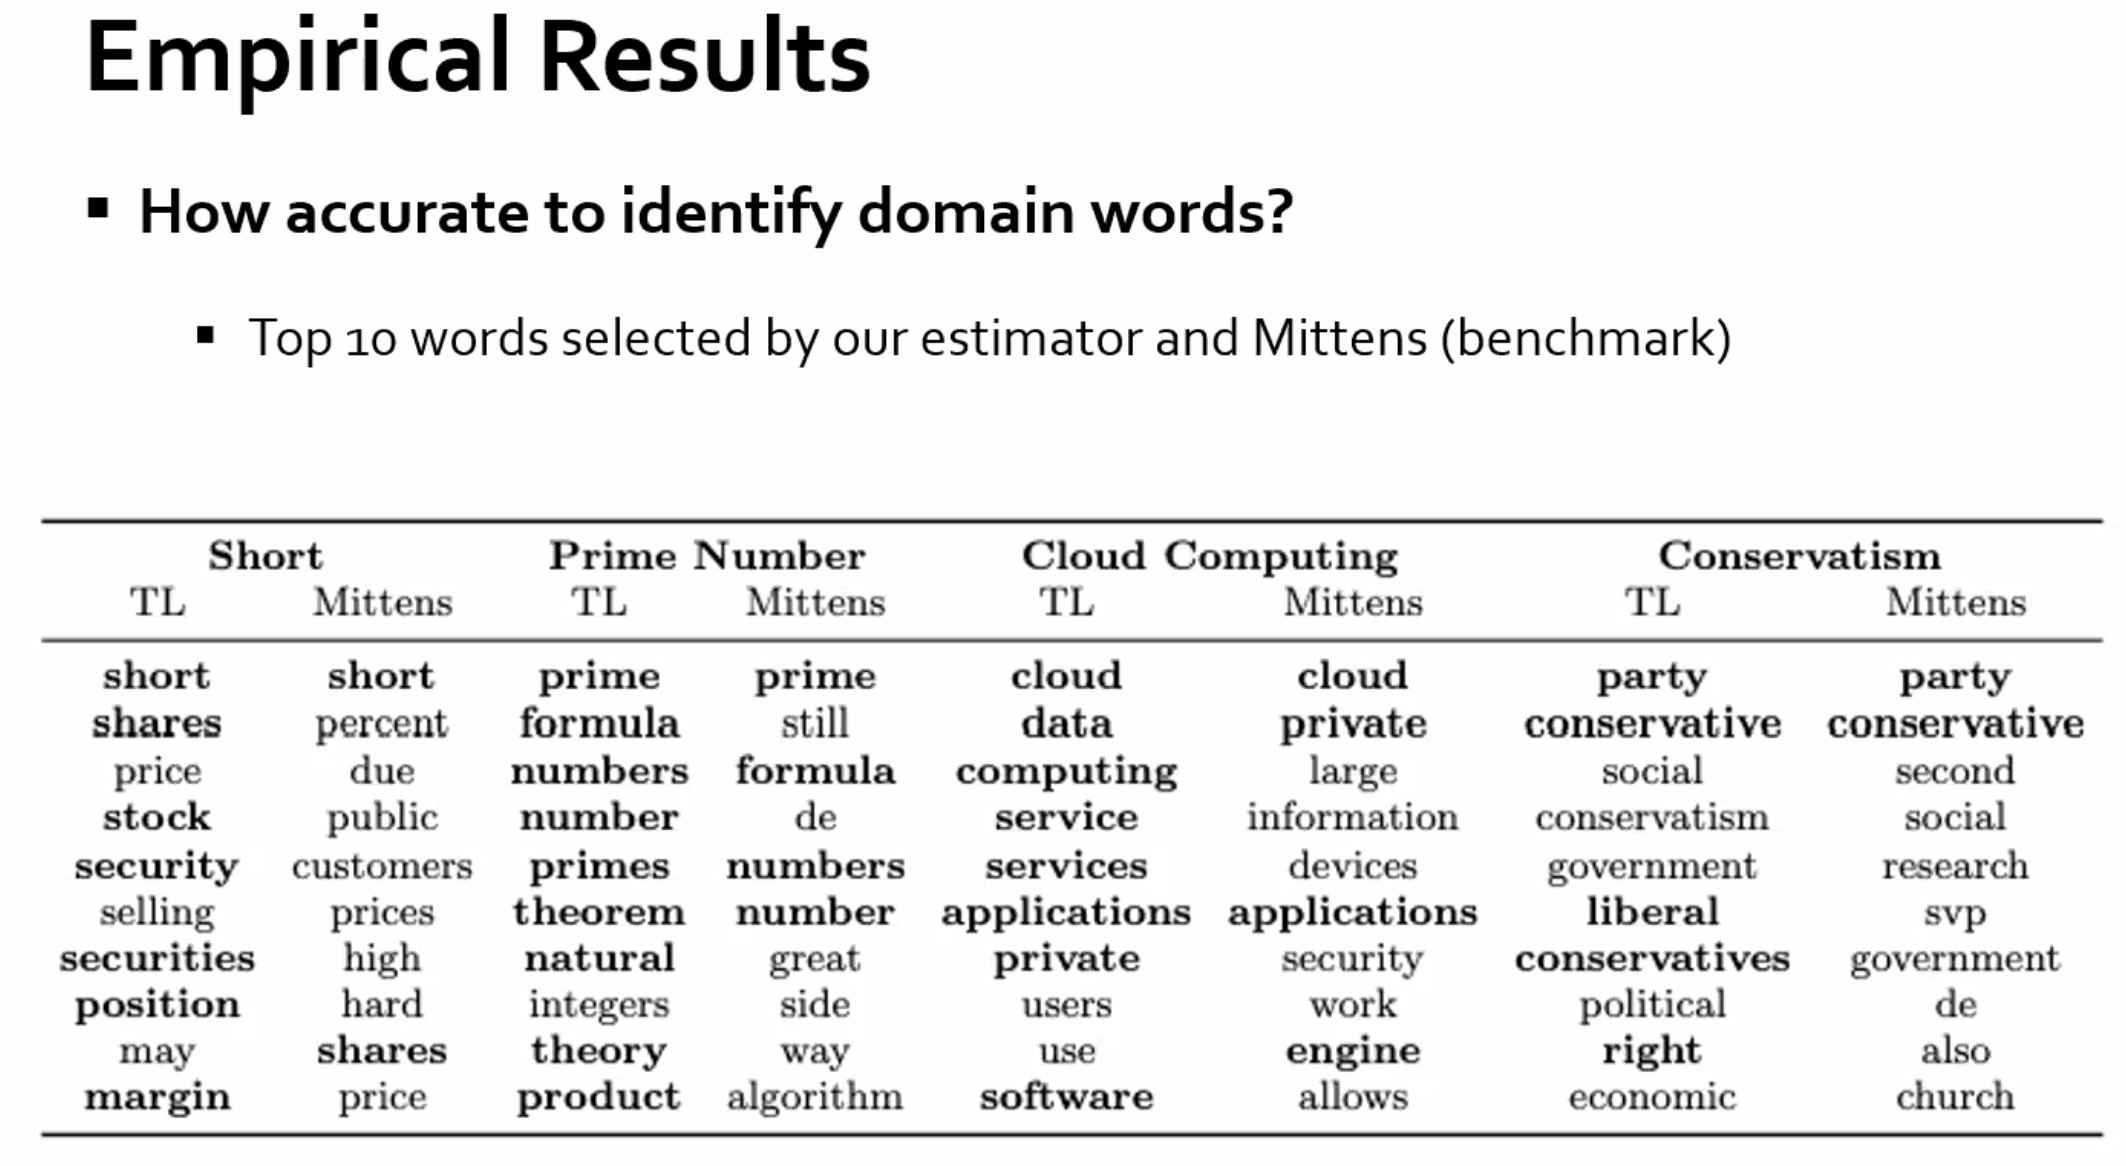 Empirical Results
▪ How accurate to identify domain words?
▪ Top 10 words selected by our estimator and Mittens (benchmark)
Short Prime Number Cloud Computing Conservatism
TL Mittens TL Mittens TL Mittens TL Mittens
short short prime prime cloud cloud party party
shares percent formula still data private conservative conservative
price due numbers formula computing large social second
stock public number de service information conservatism social
security customers primes numbers services devices government research
selling prices theorem number applications applications liberal svp
securities high natural great private security conservatives government
position hard integers side users work political de
may shares theory way use engine right also
margin price product algorithm software allows economic church